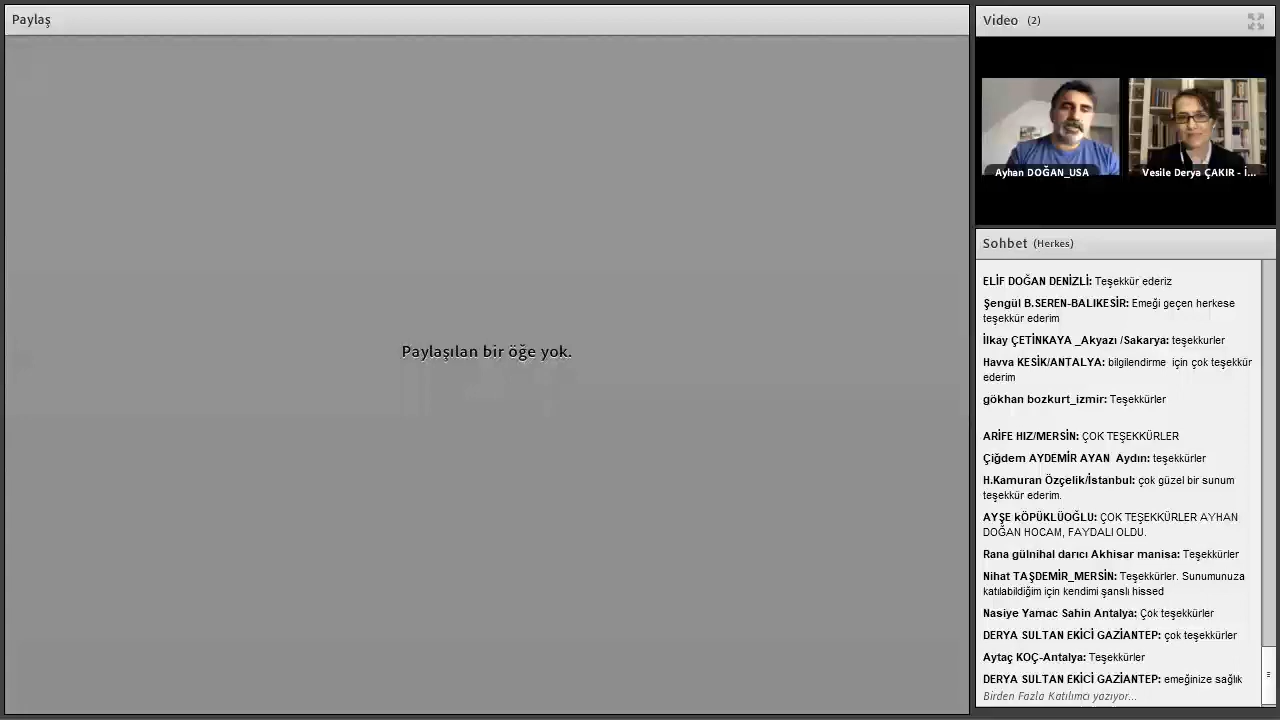 Paylaş
Paylaşılan bir öğe yok.
Video (2)
Ayhan DOĞAN_USA
Vesile Derya ÇAKIR - İ...
Sohbet (Herkes)
ELİF DOĞAN DENİZLİ: Teşekkür ederiz
Şengül B.SEREN-BALIKESİR: Emeği geçen herkese
teşekkür ederim
İlkay ÇETİNKAYA _Akyazı /Sakarya: teşekkurler
Havva KESİK/ANTALYA: bilgilendirme için çok teşekkür
ederim
gökhan bozkurt_izmir: Teşekkürler
ARİFE HIZ/MERSİN: ÇOK TEŞEKKÜRLER
Çiğdem AYDEMİR AYAN Aydın: teşekkürler
H.Kamuran Özçelik/İstanbul: çok güzel bir sunum
teşekkür ederim.
AYŞE kÖPÜKLÜOĞLU: ÇOK TEŞEKKÜRLER AYHAN
DOĞAN HOCAM, FAYDALI OLDU.
Rana gülnihal darıcı Akhisar manisa: Teşekkürler
Nihat TAŞDEMİR_MERSİN: Teşekkürler. Sunumunuza
katılabildiğim için kendimi şanslı hissed
Nasiye Yamac Sahin Antalya: Çok teşekkürler
DERYA SULTAN EKİCİ GAZİANTEP: çok teşekkürler
Aytaç KOÇ-Antalya: Teşekkürler
DERYA SULTAN EKİCİ GAZİANTEP: emeğinize sağlık
Birden Fazla Katılımcı yazıyor...